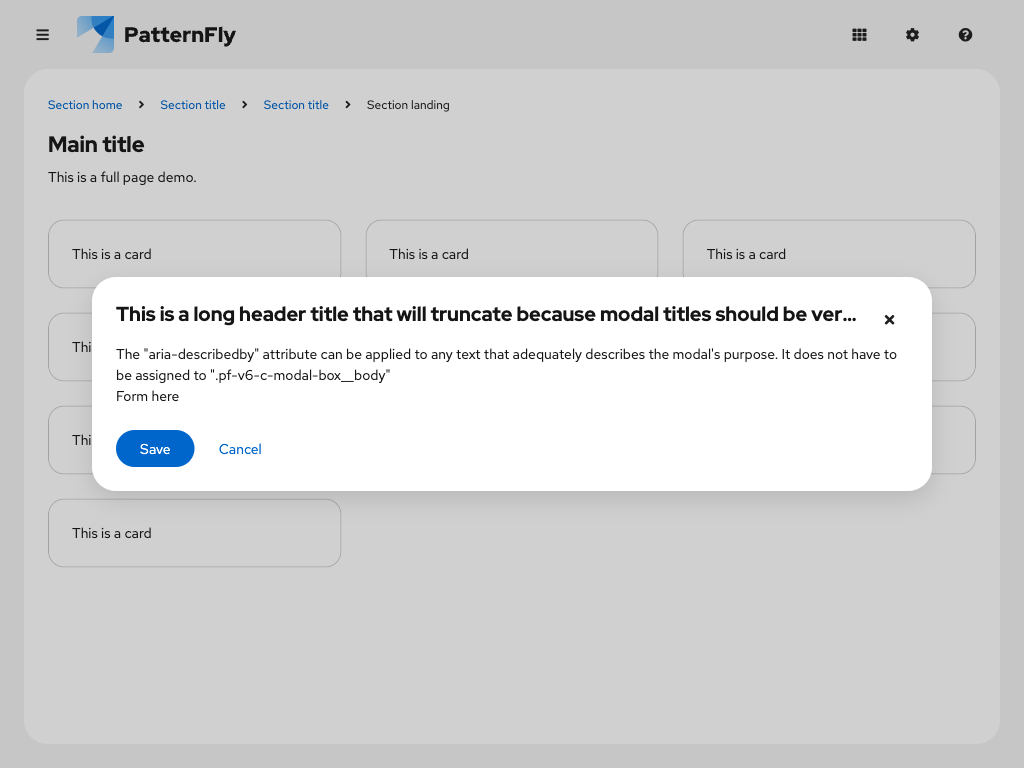 PatternFly
Section home
Section title
Section title
Section landing
Main title
This is a full page demo.
This is a card
This is a card
This is a card
This is a long header title that will truncate because modal titles should be ver...
The "aria-describedby" attribute can be applied to any text that adequately describes the modal's purpose. It does not have to
be assigned to ".pf-v6-c-modal-box__body"
Form here
Save
Cancel
This is a card